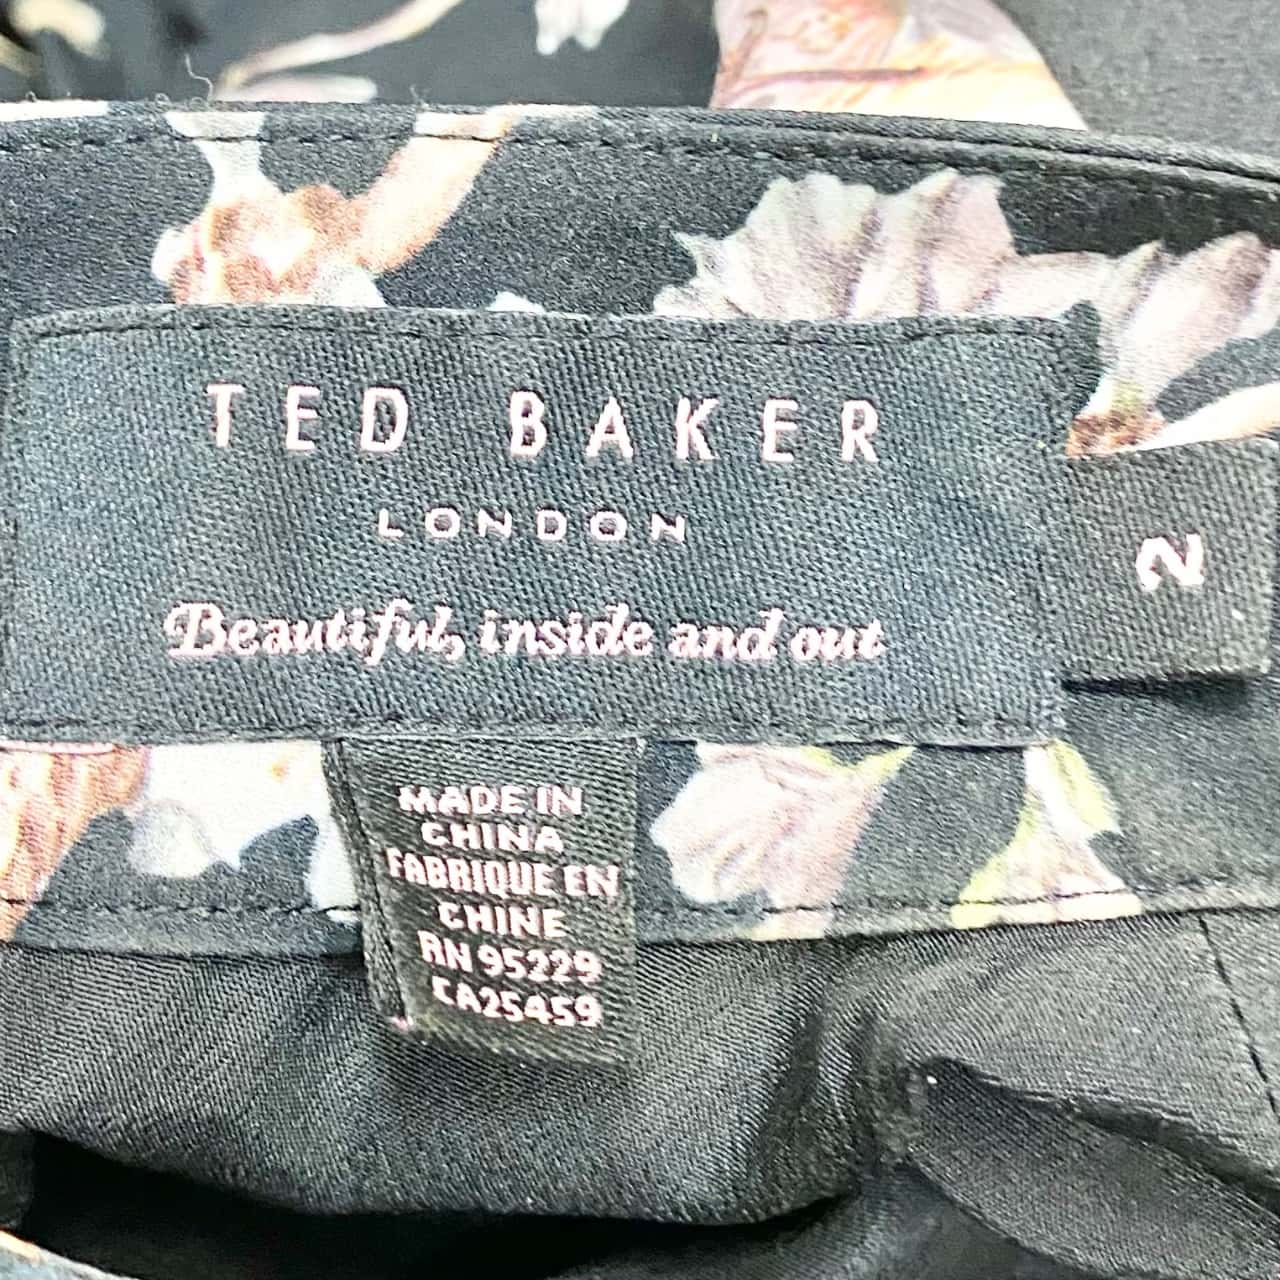 TED BAKER
LONDON
Beautiful, inside and out
2
MADE IN
CHINA
FABRIQUE EN
CHINE
RN 95229
CA25459